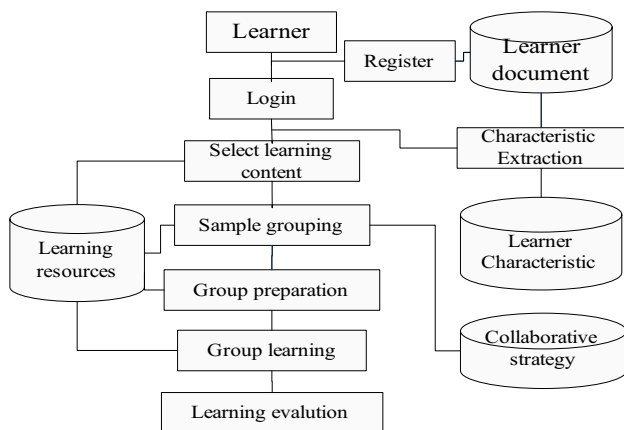 Learner
Register
Learner
document
Login
Select learning
content
Characteristic
Extraction
Learning
resources
Sample grouping
Learner
Characteristic
Group preparation
Group learning
Collaborative
strategy
Learning evalution